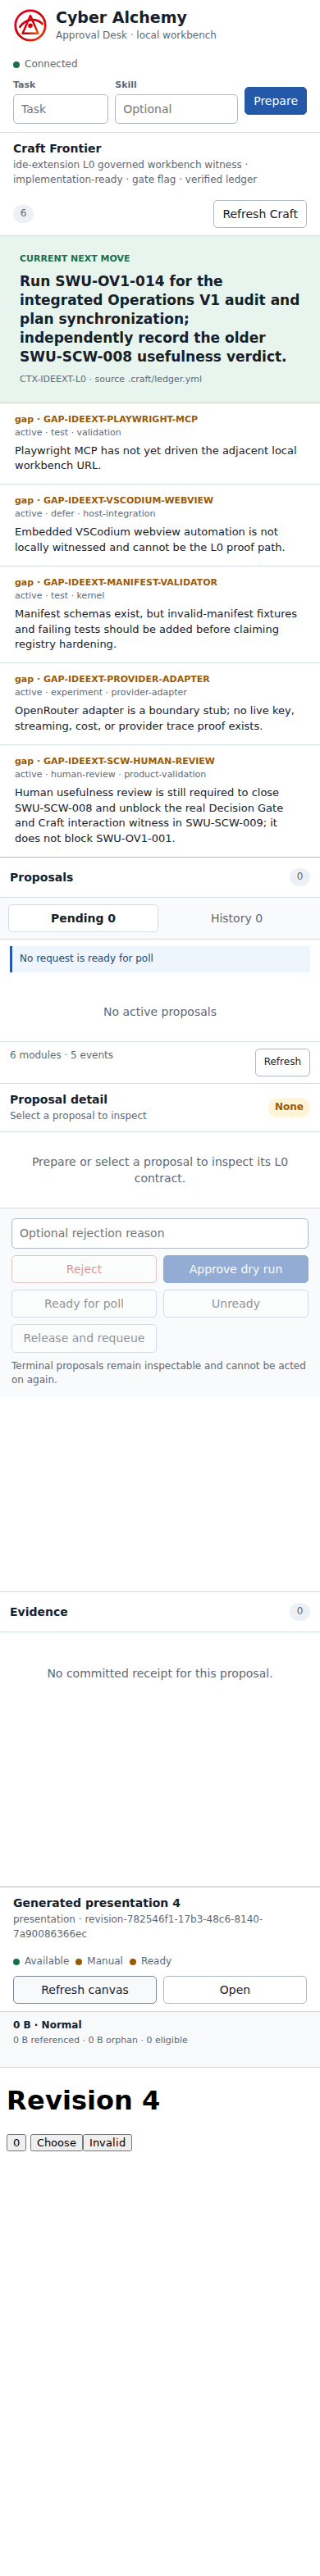 Cyber Alchemy
Approval Desk · local workbench
Connected
Task
Skill
Task
Optional
Prepare
Craft Frontier
ide-extension L0 governed workbench witness ·
implementation-ready · gate flag · verified ledger
6
Refresh Craft
CURRENT NEXT MOVE
Run SWU-OV1-014 for the
integrated Operations V1 audit and
plan synchronization;
independently record the older
SWU-SCW-008 usefulness verdict.
CTX-IDEEXT-L0 · source .craft/ledger.yml
gap · GAP-IDEEXT-PLAYWRIGHT-MCP
active · test · validation
Playwright MCP has not yet driven the adjacent local
workbench URL.
gap · GAP-IDEEXT-VSCODIUM-WEBVIEW
active · defer · host-integration
Embedded VSCodium webview automation is not
locally witnessed and cannot be the L0 proof path.
gap · GAP-IDEEXT-MANIFEST-VALIDATOR
active · test · kernel
Manifest schemas exist, but invalid-manifest fixtures
and failing tests should be added before claiming
registry hardening.
gap · GAP-IDEEXT-PROVIDER-ADAPTER
active · experiment · provider-adapter
OpenRouter adapter is a boundary stub; no live key,
streaming, cost, or provider trace proof exists.
gap · GAP-IDEEXT-SCW-HUMAN-REVIEW
active · human-review · product-validation
Human usefulness review is still required to close
SWU-SCW-008 and unblock the real Decision Gate
and Craft interaction witness in SWU-SCW-009; it
does not block SWU-OV1-001.
Proposals
0
Pending 0
History 0
No request is ready for poll
No active proposals
6 modules · 5 events
Refresh
Proposal detail
Select a proposal to inspect
None
Prepare or select a proposal to inspect its L0
contract.
Optional rejection reason
Reject
Approve dry run
Ready for poll
Unready
Release and requeue
Terminal proposals remain inspectable and cannot be acted
on again.
Evidence
0
No committed receipt for this proposal.
Generated presentation 4
presentation · revision-782546f1-17b3-48c6-8140-
7a90086366ec
Available
Manual
Ready
Refresh canvas
Open
0 B · Normal
0 B referenced · 0 B orphan · 0 eligible
Revision 4
0
Choose
Invalid